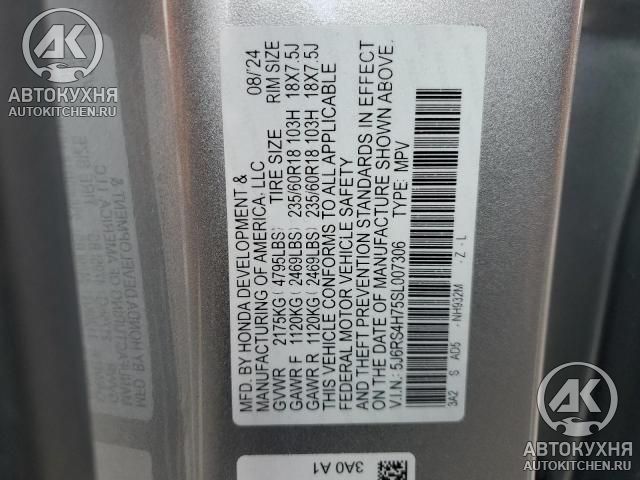 MFD. BY HONDA DEVELOPMENT & 08/'24
MANUFACTURING OF AMERICA, LLC
GVWR 2175KG(4795LBS) TIRE SIZE RIM SIZE
GAWR F 1120KG(2469LBS) 235/60R18 103H 18X7.5J
GAWR R 1120KG(2469LBS) 235/60R18 103H 18X7.5J
THIS VEHICLE CONFORMS TO ALL APPLICABLE
FEDERAL MOTOR VEHICLE SAFETY
AND THEFT PREVENTION STANDARDS IN EFFECT
ON THE DATE OF MANUFACTURE SHOWN ABOVE.
V.I.N.: 5J6RS4H75SL007306 TYPE: MPV
3A2 S AD5 -NH932M -Z-L
3A0 A1
AK
АВТОКУХНЯ
AUTOKITCHEN.RU
AK
АВТОКУХНЯ
AUTOKITCHEN.RU